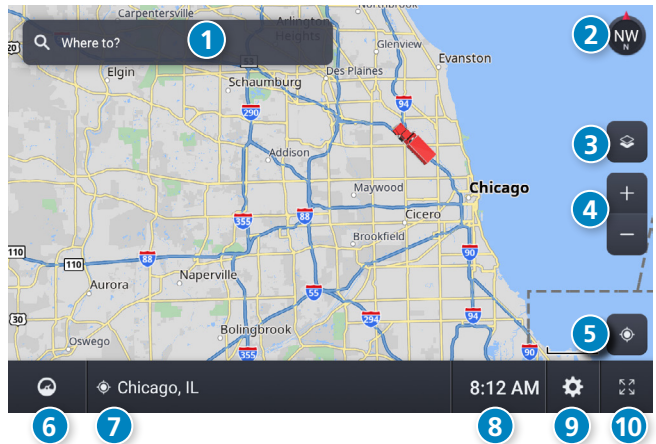 Carpentersville
Arlington
Heights
Where to?
1
2
NW
N
20
53
Glenview
Evanston
Elgin
Des Plaines
Schaumburg
290
94
3
Addison
Maywood
Chicago
+
4
−
Cicero
355
88
Brookfield
110
88
110
90
Aurora
Naperville
55
30
294
94
5
Bolingbrook
Oswego
355
90
Chicago, IL
8:12 AM
6
7
8
9
10